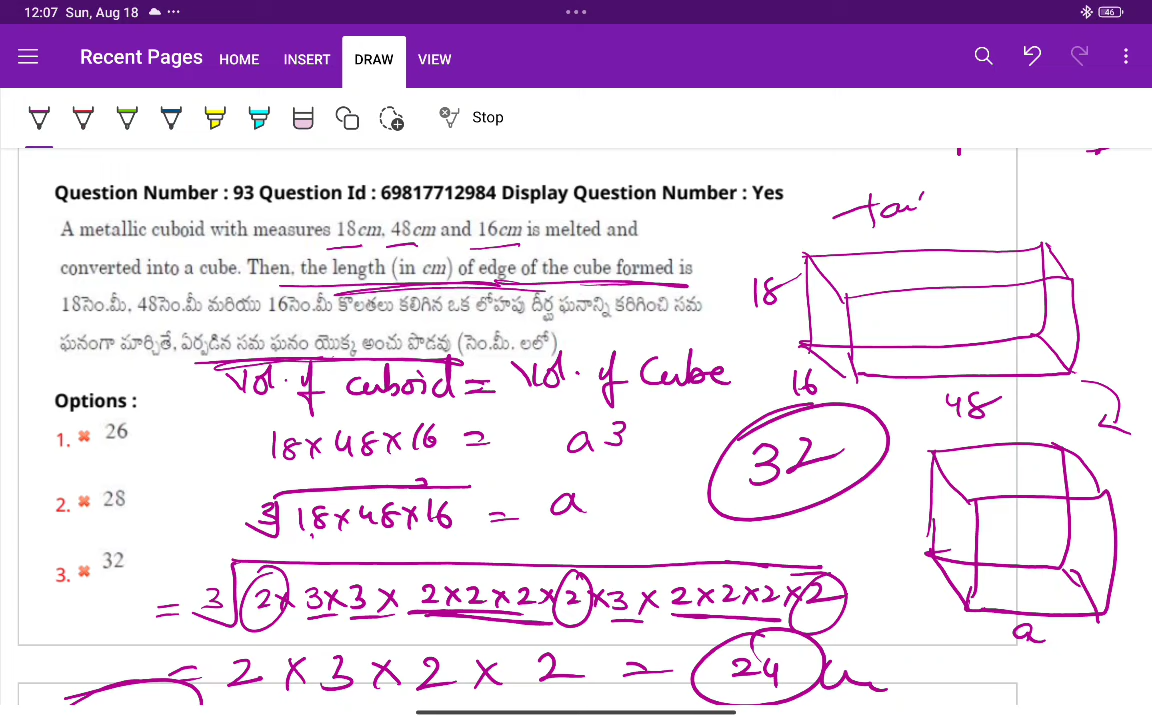 12:07 Sun, Aug 18
46
Recent Pages HOME INSERT DRAW VIEW
Stop
Question Number : 93 Question Id : 69817712984 Display Question Number : Yes
A metallic cuboid with measures 18cm, 48cm and 16cm is melted and
converted into a cube. Then, the length (in cm) of edge of the cube formed is
18సెం.మీ, 48సెం.మీ మరియు 16సెం.మీ కొలతలు కలిగిన ఒక లోహపు దీర్ఘ ఘనాన్ని కరిగించి సమ
ఘనంగా మార్చితే, ఏర్పడిన సమ ఘనం యొక్క అంచు పొడవు (సెం.మీ. లలో)
18
16
48
Vol. of cuboid = Vol. of Cube
Options :
1. 26
18×48×16 = a3
32
2. 28
3√18×48×16 = a
3. 32
= 3√2×3×3×2×2×2×2×3×2×2×2×2
a
= 2×3×2×2 = 24 cm